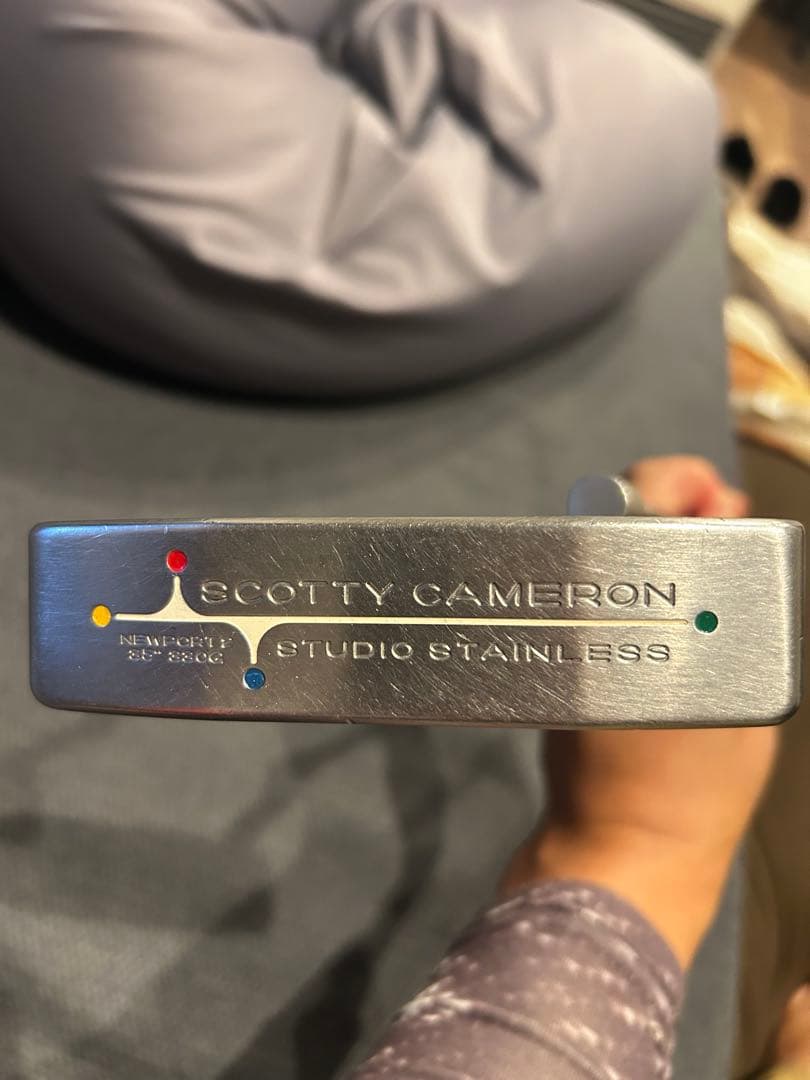 SCOTTY CAMERON
NEWPORT 2
35" 330G
STUDIO STAINLESS